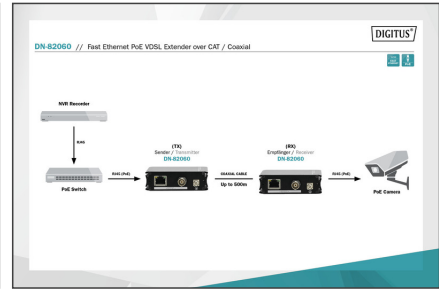 DIGITUS®
DN-82060 // Fast Ethernet PoE VDSL Extender over CAT / Coaxial
PoE
NVR Recorder
RJ45
(TX)
Sender / Transmitter
DN-82060
(RX)
Empfänger / Receiver
DN-82060
RJ45 (PoE)
COAXIAL CABLE
Up to 500m
RJ45 (PoE)
PoE Switch
PoE Camera